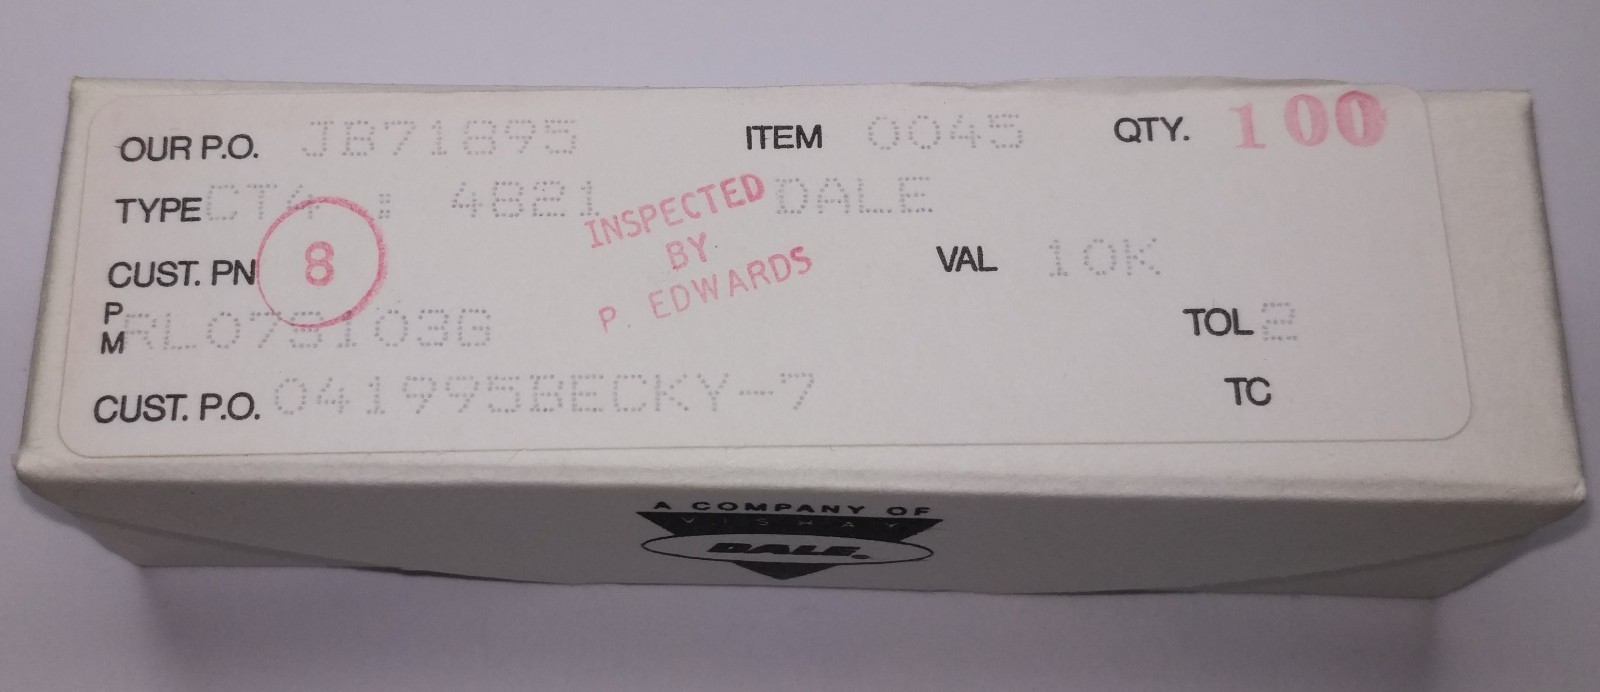 OUR P.O. JB71895 ITEM 0045 QTY. 100
TYPE CT4 : 4821 DALE
INSPECTED
BY
P. EDWARDS
CUST. PN 8 VAL 10K
PM RL07S103G TOL 2
CUST. P.O. 041995BECKY-7 TC
A COMPANY OF
VISHAY
DALE.